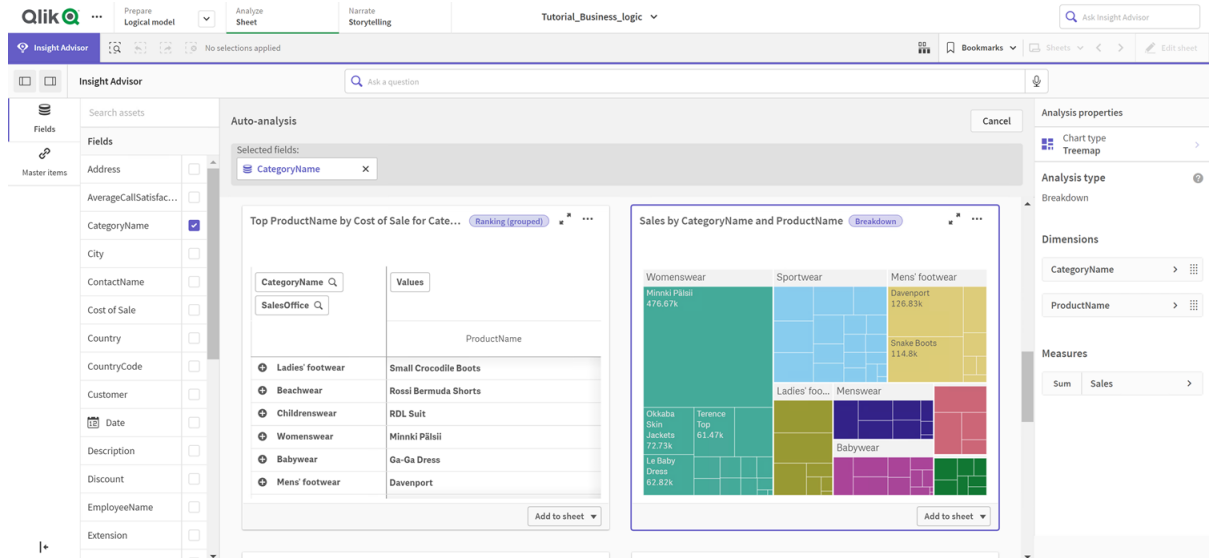 Qlik
Prepare
Logical model
Analyze
Sheet
Narrate
Storytelling
Tutorial_Business_logic
Ask Insight Advisor
Insight Advisor
No selections applied
Bookmarks
Sheets
Edit sheet
Insight Advisor
Ask a question
Fields
Master items
Search assets
Fields
Address
AverageCallSatisfac...
CategoryName
City
ContactName
Cost of Sale
Country
CountryCode
Customer
Date
Description
Discount
EmployeeName
Extension
Auto-analysis
Cancel
Selected fields:
CategoryName
Top ProductName by Cost of Sale for Cate...
Ranking (grouped)
CategoryName
Values
SalesOffice
ProductName
Ladies' footwear
Small Crocodile Boots
Beachwear
Rossi Bermuda Shorts
Childrenswear
RDL Suit
Womenswear
Minnki Pälsii
Babywear
Ga-Ga Dress
Mens' footwear
Davenport
Add to sheet
Sales by CategoryName and ProductName
Breakdown
Womenswear
Sportwear
Mens' footwear
Minnki Pälsii
476.67k
Davenport
126.83k
Snake Boots
114.8k
Ladies' foo...
Menswear
Okkaba
Skin
Jackets
72.73k
Terence
Top
61.47k
Babywear
Le Baby
Dress
62.82k
Add to sheet
Analysis properties
Chart type
Treemap
Analysis type
Breakdown
Dimensions
CategoryName
ProductName
Measures
Sum
Sales